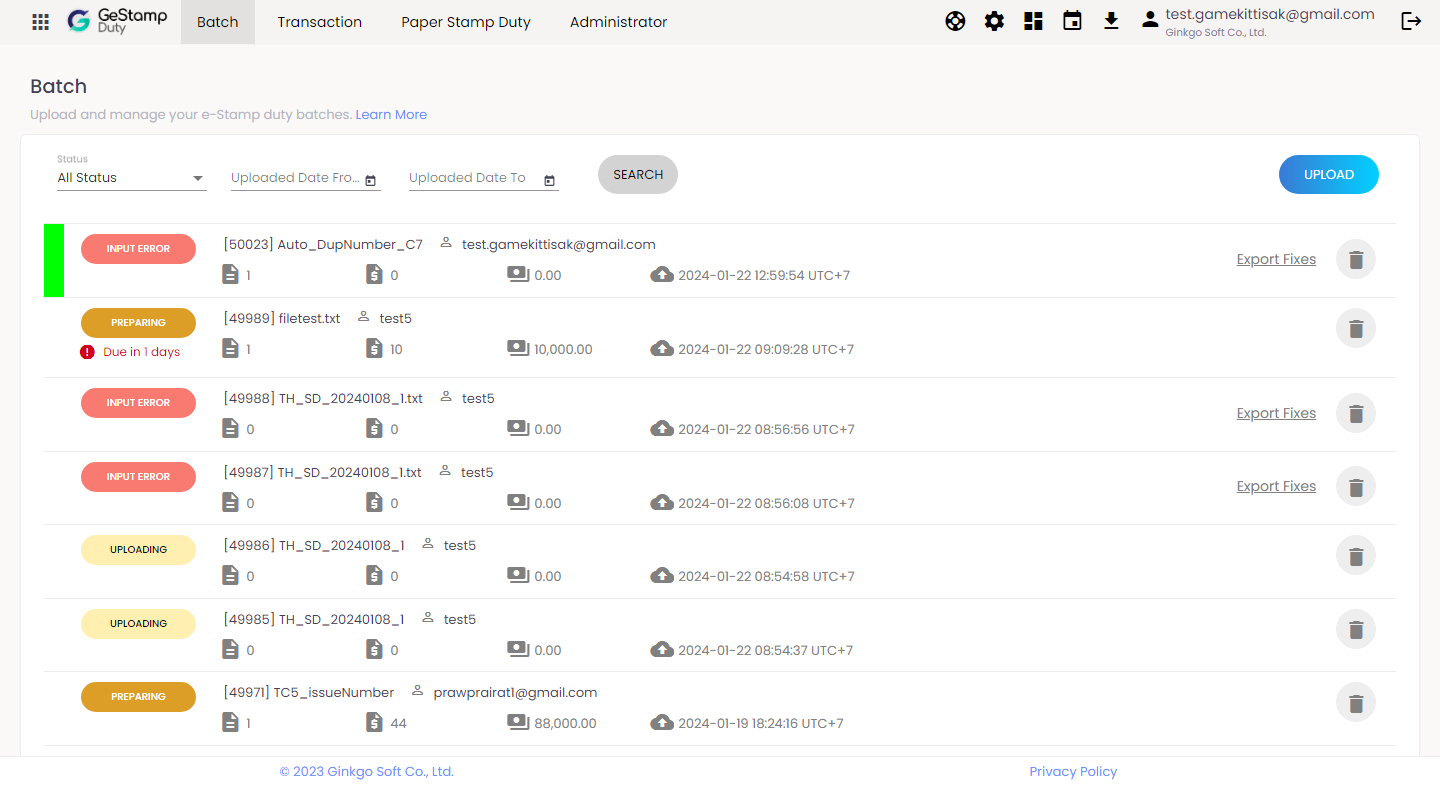 GeStamp Duty Batch Transaction Paper Stamp Duty Administrator test.gamekittisak@gmail.com
Ginkgo Soft Co., Ltd.
Batch
Upload and manage your e-Stamp duty batches. Learn More
Status
All Status Uploaded Date Fro... Uploaded Date To SEARCH UPLOAD
INPUT ERROR [50023] Auto_DupNumber_C7 test.gamekittisak@gmail.com
1 0 0.00 2024-01-22 12:59:54 UTC+7 Export Fixes
PREPARING [49989] filetest.txt test5
Due in 1 days 1 10 10,000.00 2024-01-22 09:09:28 UTC+7
INPUT ERROR [49988] TH_SD_20240108_1.txt test5
0 0 0.00 2024-01-22 08:56:56 UTC+7 Export Fixes
INPUT ERROR [49987] TH_SD_20240108_1.txt test5
0 0 0.00 2024-01-22 08:56:08 UTC+7 Export Fixes
UPLOADING [49986] TH_SD_20240108_1 test5
0 0 0.00 2024-01-22 08:54:58 UTC+7
UPLOADING [49985] TH_SD_20240108_1 test5
0 0 0.00 2024-01-22 08:54:37 UTC+7
PREPARING [49971] TC5_issueNumber prawprairat1@gmail.com
1 44 88,000.00 2024-01-19 18:24:16 UTC+7
© 2023 Ginkgo Soft Co., Ltd. Privacy Policy